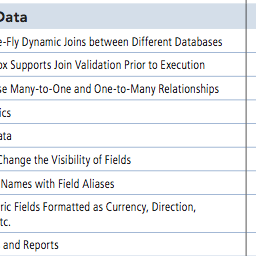 Data
e-Fly Dynamic Joins between Different Databases
ox Supports Join Validation Prior to Execution
se Many-to-One and One-to-Many Relationships
ics
ata
Change the Visibility of Fields
Names with Field Aliases
ric Fields Formatted as Currency, Direction,
tc.
and Reports